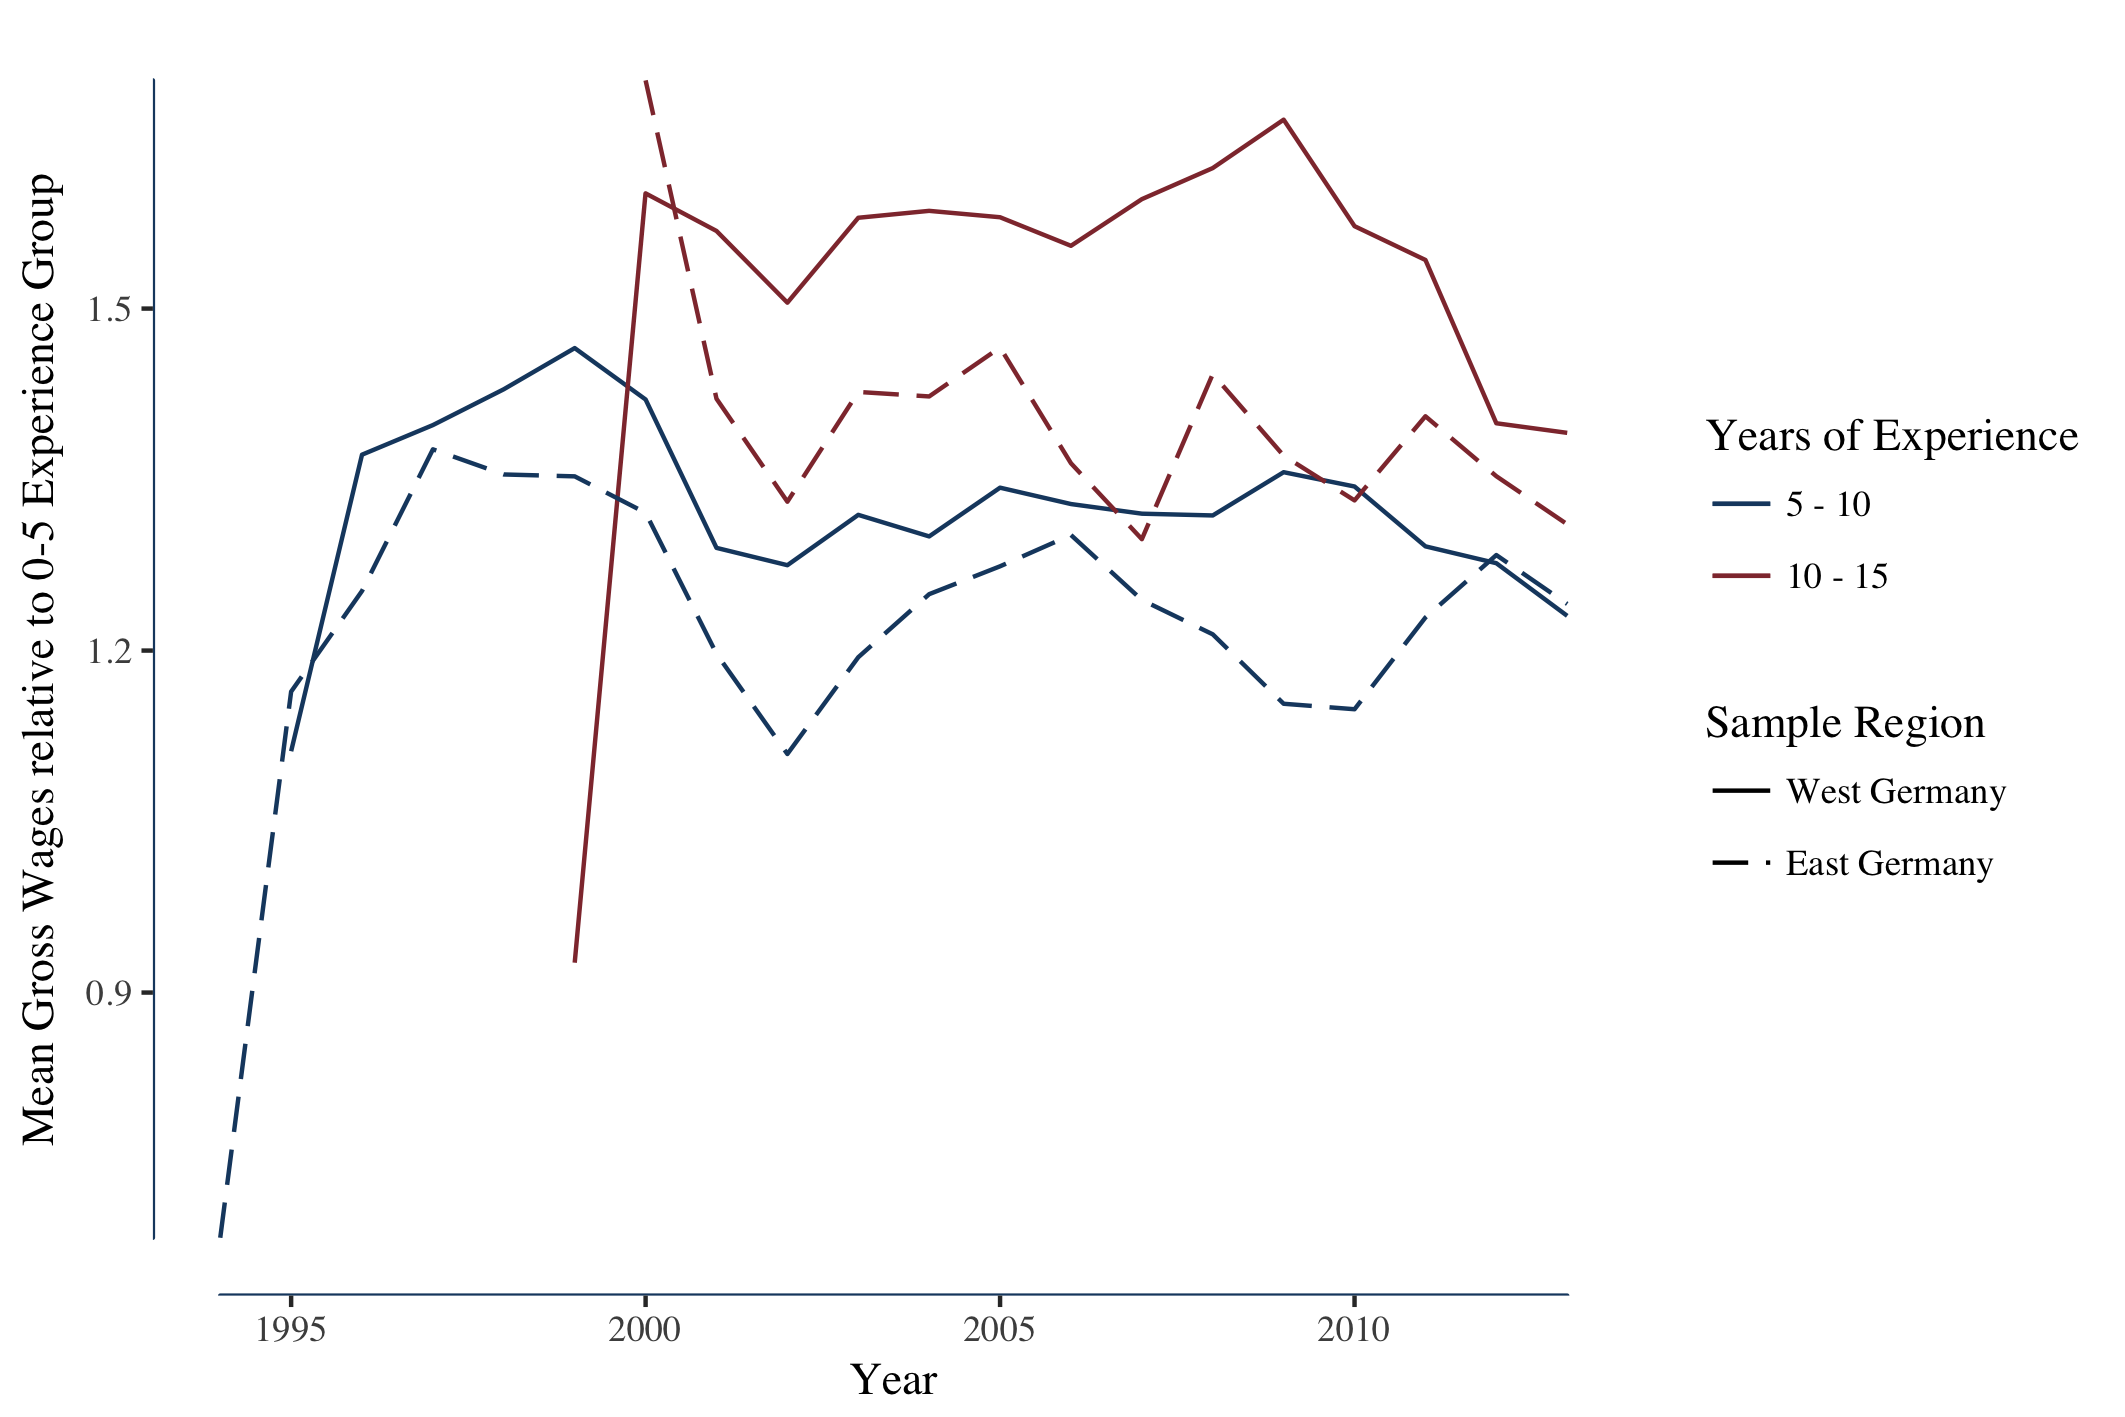 Mean Gross Wages relative to 0-5 Experience Group
1.5
1.2
0.9
1995
2000
2005
2010
Year
Years of Experience
5 - 10
10 - 15
Sample Region
West Germany
East Germany